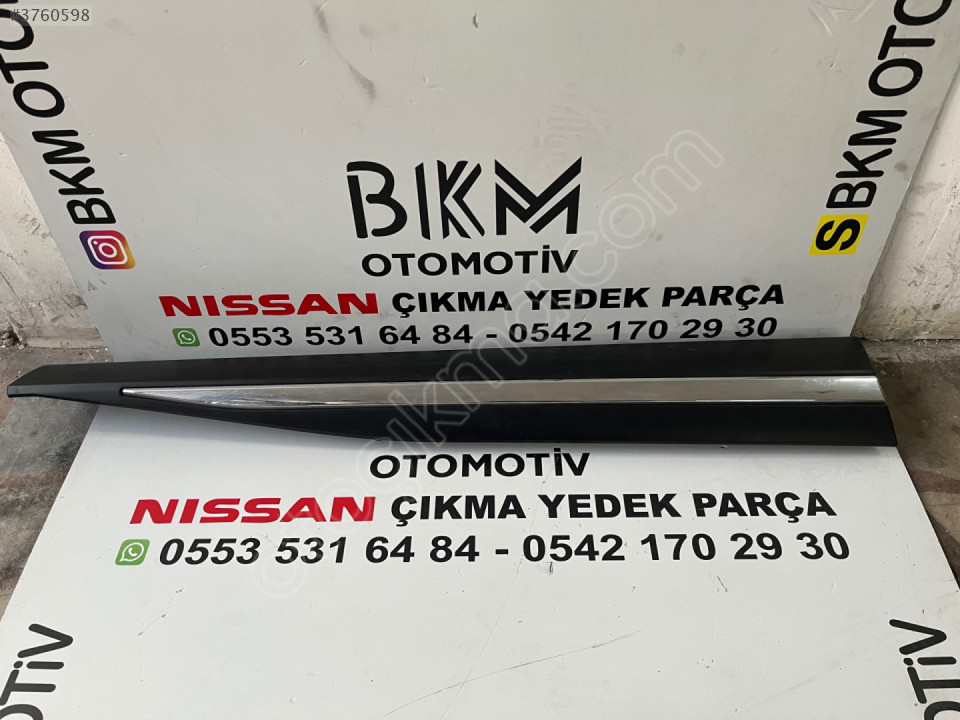 #3760598
BKM OTO
S BKM OTO
BKM
OTOMOTİV
NISSAN ÇIKMA YEDEK PARÇA
0553 531 64 84 - 0542 170 29 30
OTOMOTİV
NISSAN ÇIKMA YEDEK PARÇA
0553 531 64 84 - 0542 170 29 30
OTİV
MOTİV